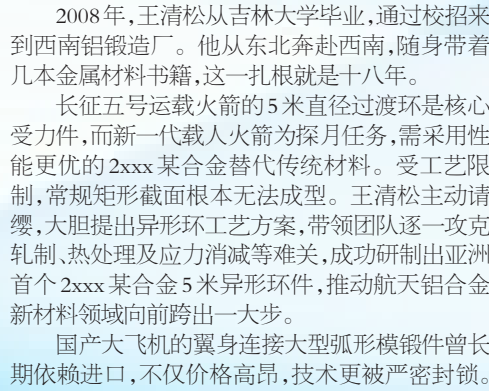 2008年,王清松从吉林大学毕业,通过校招来
到西南铝锻造厂。他从东北奔赴西南,随身带着
几本金属材料书籍,这一扎根就是十八年。
长征五号运载火箭的5米直径过渡环是核心
受力件,而新一代载人火箭为探月任务,需采用性
能更优的2xxx某合金替代传统材料。受工艺限
制,常规矩形截面根本无法成型。王清松主动请
缨,大胆提出异形环工艺方案,带领团队逐一攻克
轧制、热处理及应力消减等难关,成功研制出亚洲
首个2xxx某合金5米异形环件,推动航天铝合金
新材料领域向前跨出一大步。
国产大飞机的翼身连接大型弧形模锻件曾长
期依赖进口,不仅价格高昂,技术更被严密封锁。